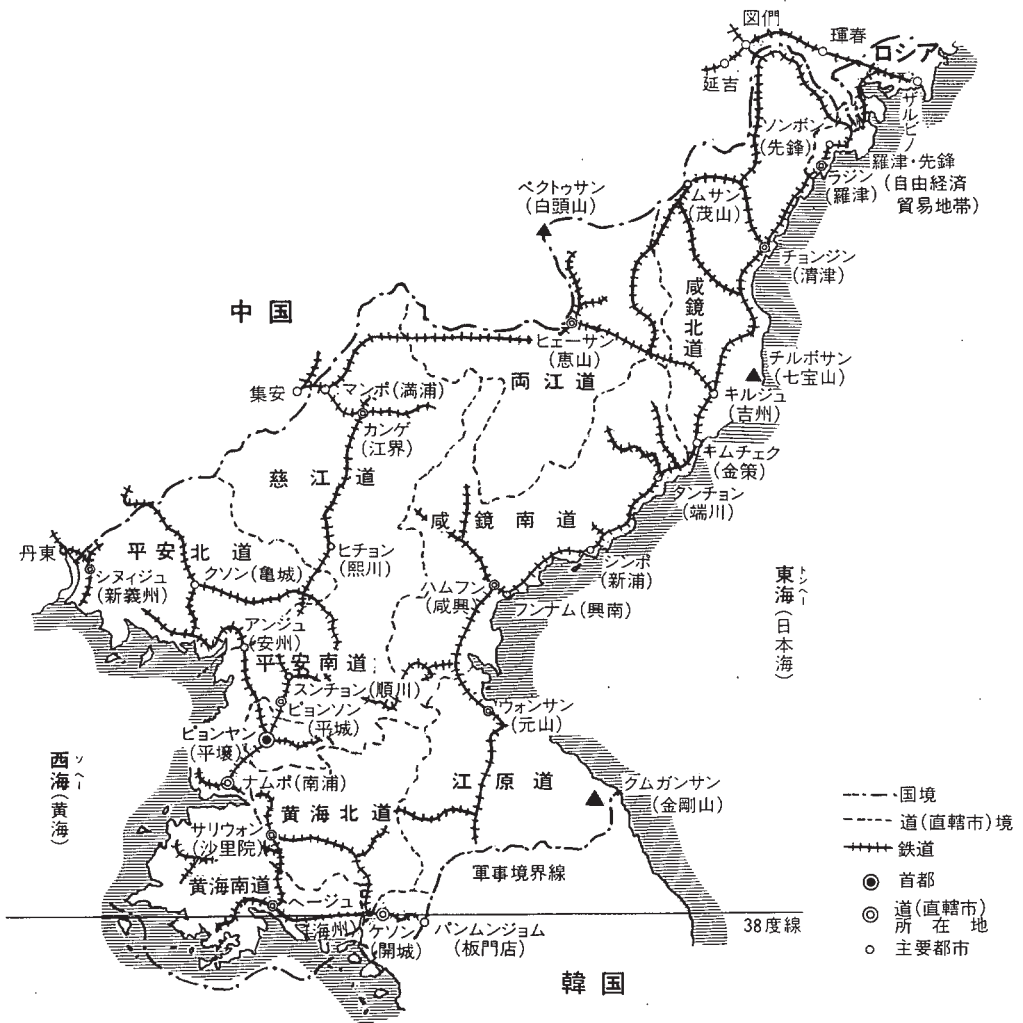 図們
琿春
ロシア
延吉
ザルビノ
ソンボン
(先鋒)
羅津・先鋒
(自由経済
貿易地帯)
ラジン
(羅津)
ペクトゥサン
(白頭山)
ムサン
(茂山)
チョンジン
(清津)
咸鏡北道
中国
ヒェーサン
(恵山)
チルボサン
(七宝山)
両江道
集安
マンポ(満浦)
キルジュ
(吉州)
カンゲ
(江界)
キムチェク
(金策)
慈江道
タンチョン
(端川)
咸鏡南道
丹東
平安北道
ヒチョン
(熙川)
シンポ
(新浦)
シヌィジュ
(新義州)
クソン(亀城)
ハムフン
(咸興)
フンナム(興南)
東海(日本海)
トンヘー
アンジュ
(安州)
平安南道
スンチョン(順川)
ピョンソン
(平城)
ウォンサン
(元山)
ピョンヤン
(平壌)
西海(黄海)
ソヘー
ナムポ(南浦)
江原道
クムガンサン
(金剛山)
黄海北道
サリウォン
(沙里院)
国境
道(直轄市)境
鉄道
軍事境界線
首都
黄海南道
ヘージュ
(海州)
道(直轄市)
所在地
ケソン
(開城)
パンムンジョム
(板門店)
38度線
主要都市
韓国